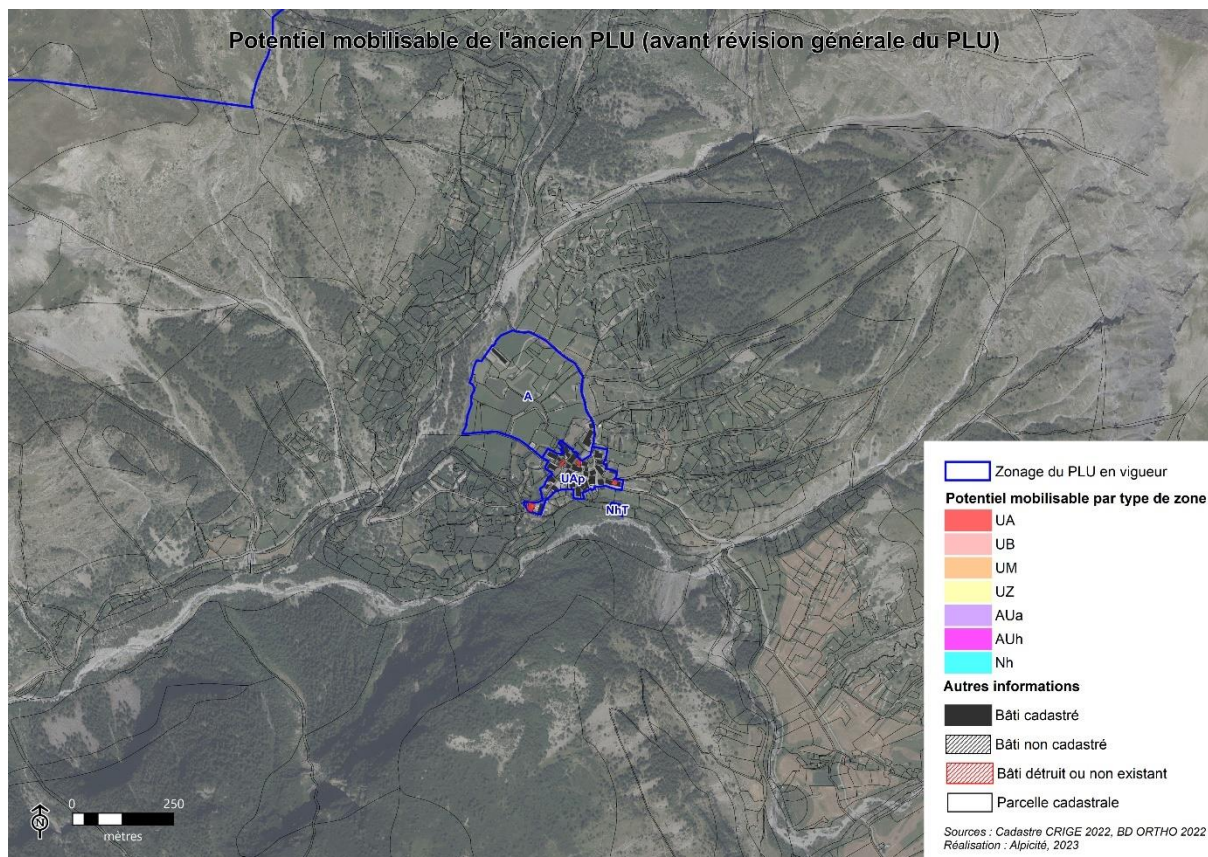 Potentiel mobilisable de l'ancien PLU (avant révision générale du PLU)
A
UAp
NhT
Zonage du PLU en vigueur
Potentiel mobilisable par type de zone
UA
UB
UM
UZ
AUa
AUh
Nh
Autres informations
Bâti cadastré
Bâti non cadastré
Bâti détruit ou non existant
Parcelle cadastrale
Sources : Cadastre CRIGE 2022, BD ORTHO 2022
Réalisation : Alpicité, 2023
N
0 250
mètres